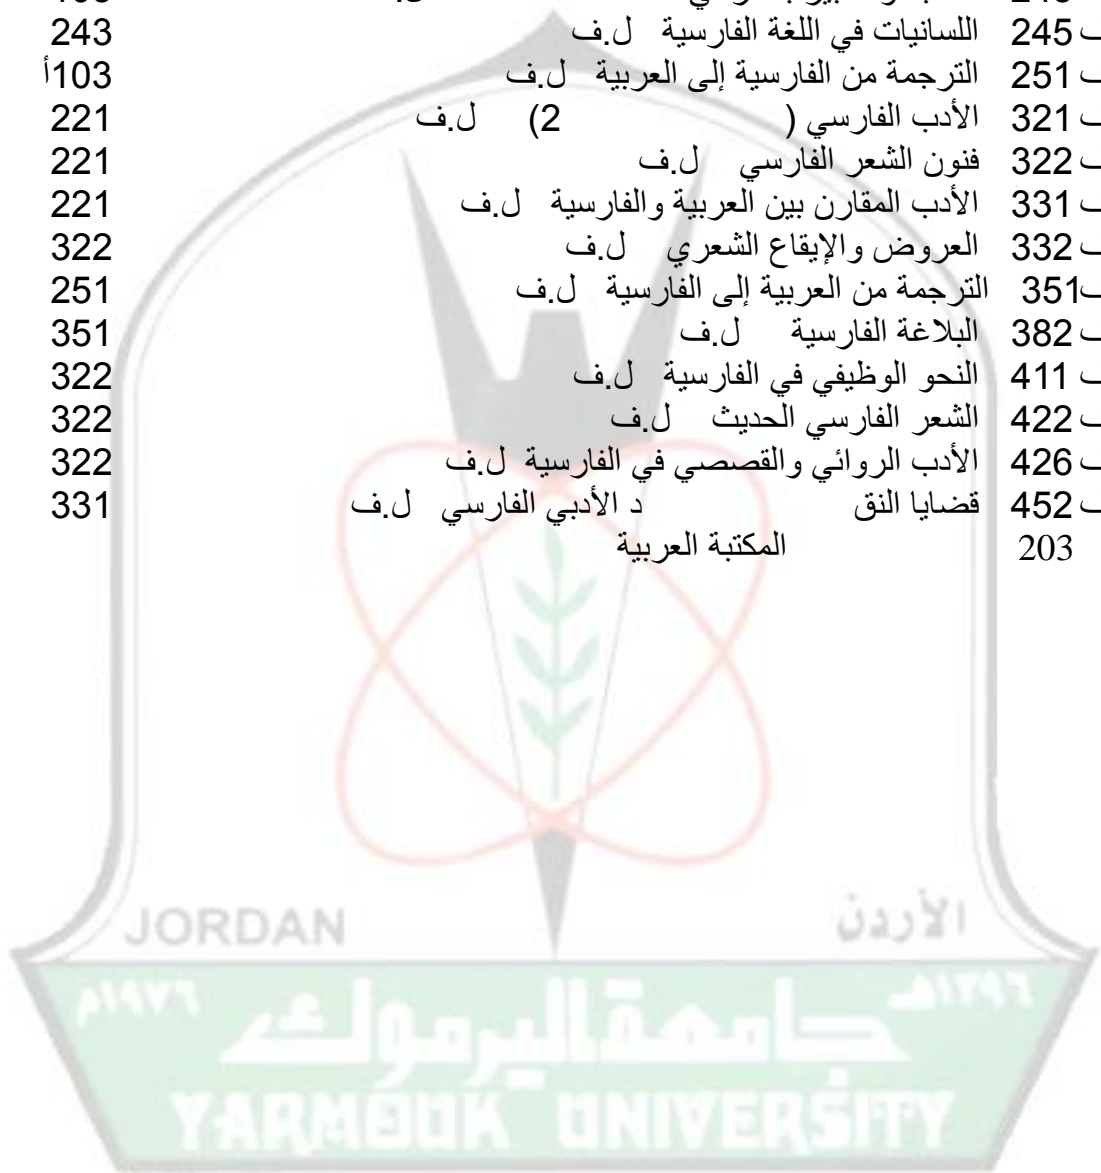 ف 245 اللسانيات في اللغة الفارسية ل.ف 243
ف 251 الترجمة من الفارسية إلى العربية ل.ف 103أ
ف 321 الأدب الفارسي ( 2) ل.ف 221
ف 322 فنون الشعر الفارسي ل.ف 221
ف 331 الأدب المقارن بين العربية والفارسية ل.ف 221
ف 332 العروض والإيقاع الشعري ل.ف 322
ف351 الترجمة من العربية إلى الفارسية ل.ف 251
ف 382 البلاغة الفارسية ل.ف 351
ف 411 النحو الوظيفي في الفارسية ل.ف 322
ف 422 الشعر الفارسي الحديث ل.ف 322
ف 426 الأدب الروائي والقصصي في الفارسية ل.ف 322
ف 452 قضايا النق د الأدبي الفارسي ل.ف 331
203 المكتبة العربية
الأردن JORDAN
١٣٩٦هـ ١٩٧٦م
جامعة اليرموك
YARMOUK UNIVERSITY